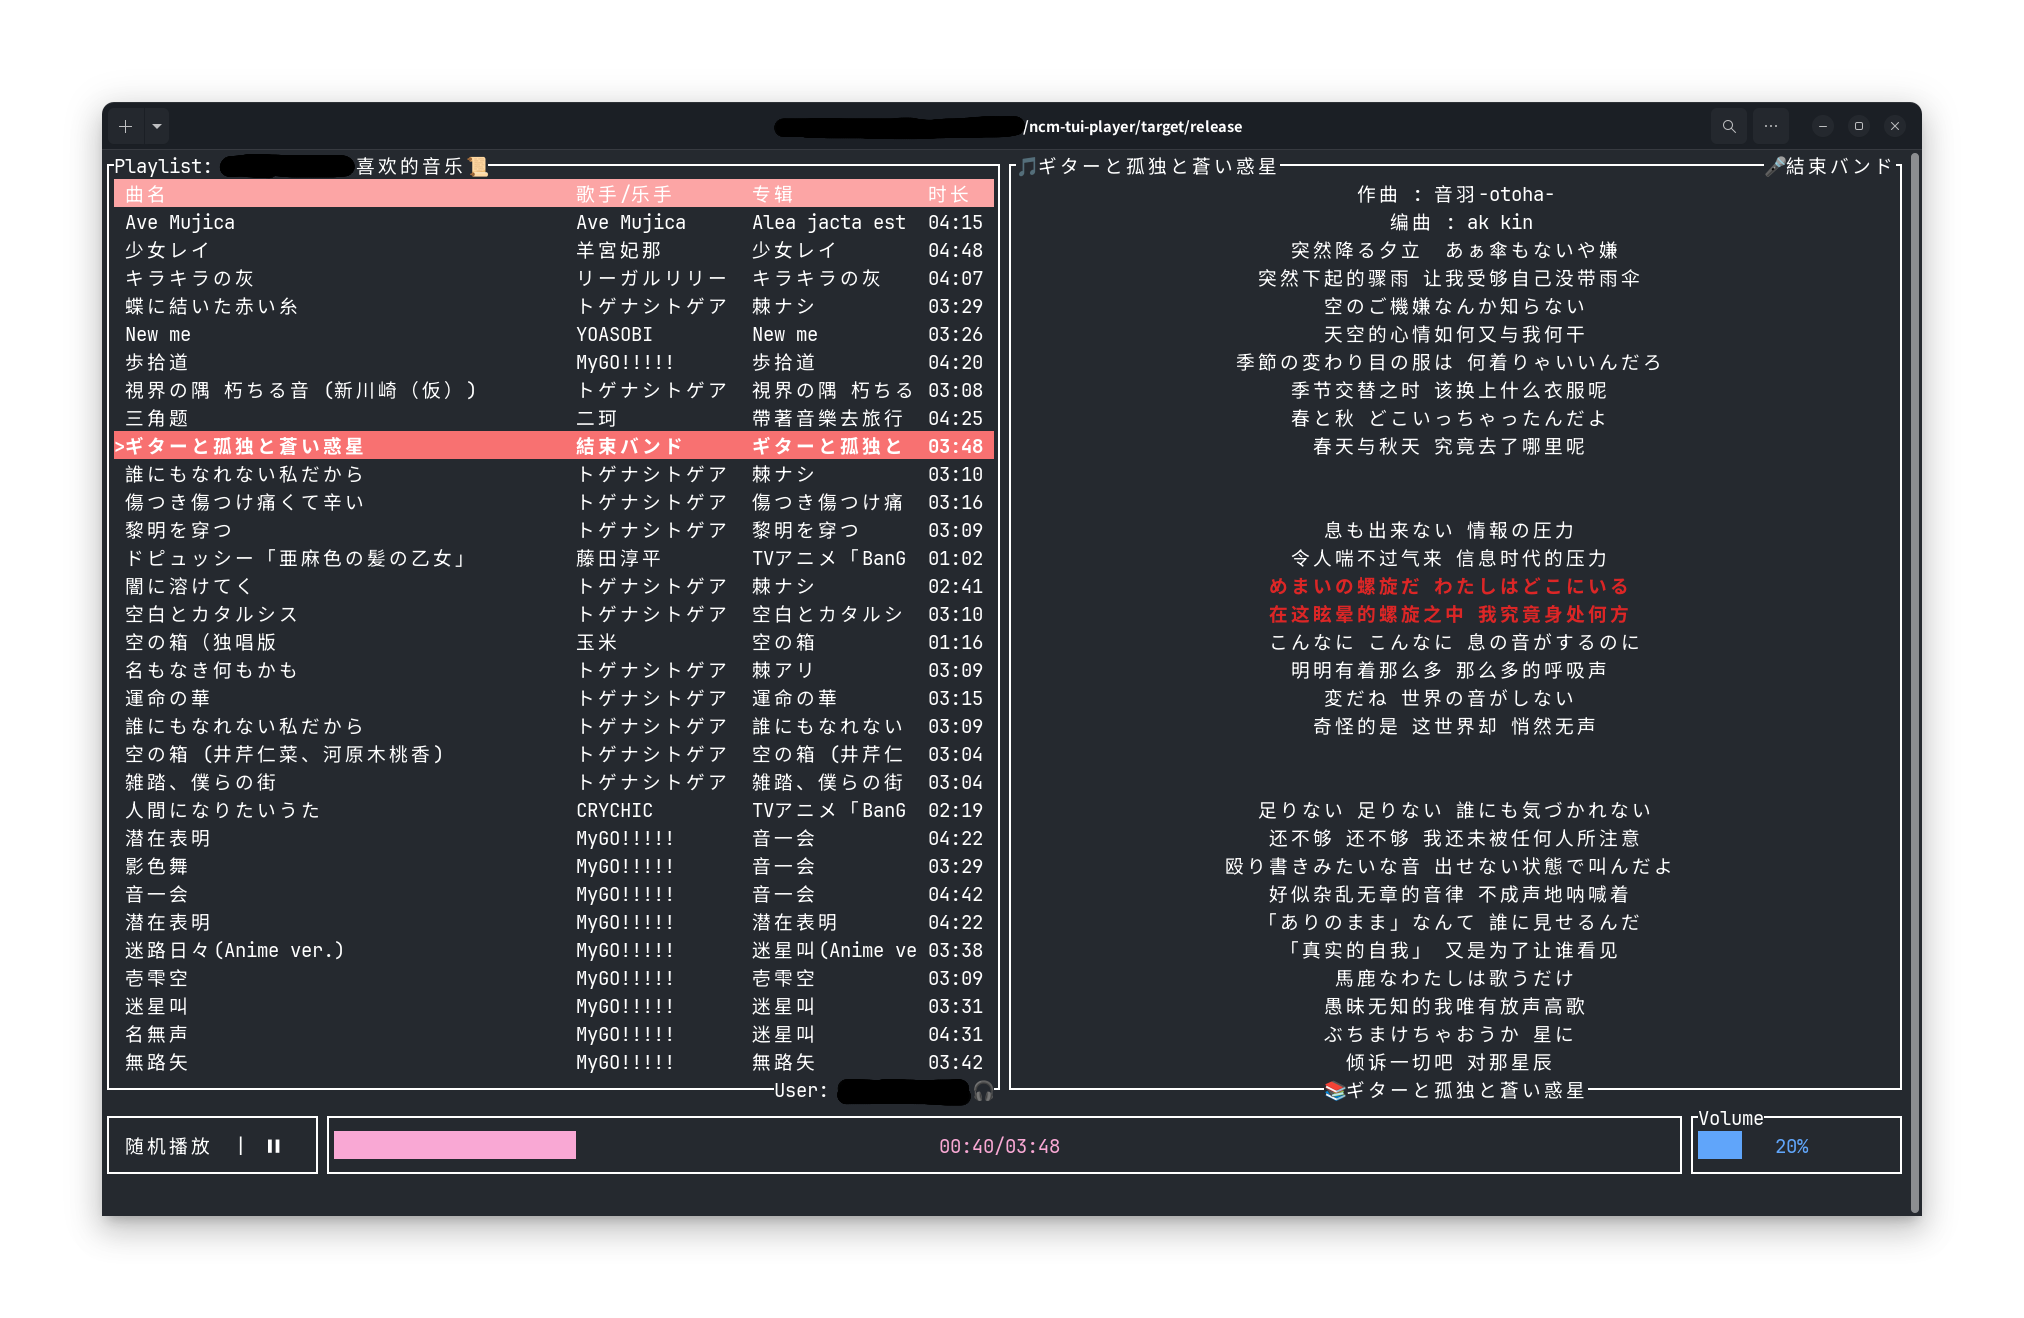 /ncm-tui-player/target/release
Playlist: 喜欢的音乐
曲名 歌手/乐手 专辑 时长
Ave Mujica Ave Mujica Alea jacta est 04:15
少女レイ 羊宮妃那 少女レイ 04:48
キラキラの灰 リーガルリリー キラキラの灰 04:07
蝶に結いた赤い糸 トゲナシトゲア 棘ナシ 03:29
New me YOASOBI New me 03:26
歩拾道 MyGO!!!!! 歩拾道 04:20
視界の隅 朽ちる音 (新川崎（仮）) トゲナシトゲア 視界の隅 朽ちる 03:08
三角题 二珂 帶著音樂去旅行 04:25
>ギターと孤独と蒼い惑星 結束バンド ギターと孤独と 03:48
誰にもなれない私だから トゲナシトゲア 棘ナシ 03:10
傷つき傷つけ痛くて辛い トゲナシトゲア 傷つき傷つけ痛 03:16
黎明を穿つ トゲナシトゲア 黎明を穿つ 03:09
ドピュッシー「亜麻色の髪の乙女」 藤田淳平 TVアニメ「BanG 01:02
闇に溶けてく トゲナシトゲア 棘ナシ 02:41
空白とカタルシス トゲナシトゲア 空白とカタルシ 03:10
空の箱（独唱版 玉米 空の箱 01:16
名もなき何もかも トゲナシトゲア 棘アリ 03:09
運命の華 トゲナシトゲア 運命の華 03:15
誰にもなれない私だから トゲナシトゲア 誰にもなれない 03:09
空の箱 (井芹仁菜、河原木桃香) トゲナシトゲア 空の箱 (井芹仁 03:04
雑踏、僕らの街 トゲナシトゲア 雑踏、僕らの街 03:04
人間になりたいうた CRYCHIC TVアニメ「BanG 02:19
潜在表明 MyGO!!!!! 音一会 04:22
影色舞 MyGO!!!!! 音一会 03:29
音一会 MyGO!!!!! 音一会 04:42
潜在表明 MyGO!!!!! 潜在表明 04:22
迷路日々(Anime ver.) MyGO!!!!! 迷星叫(Anime ve 03:38
壱雫空 MyGO!!!!! 壱雫空 03:09
迷星叫 MyGO!!!!! 迷星叫 03:31
名無声 MyGO!!!!! 迷星叫 04:31
無路矢 MyGO!!!!! 無路矢 03:42
User:
ギターと孤独と蒼い惑星 結束バンド
作曲 : 音羽-otoha-
编曲 : ak kin
突然降る夕立　あぁ傘もないや嫌
突然下起的骤雨 让我受够自己没带雨伞
空のご機嫌なんか知らない
天空的心情如何又与我何干
季節の変わり目の服は 何着りゃいいんだろ
季节交替之时 该换上什么衣服呢
春と秋 どこいっちゃったんだよ
春天与秋天 究竟去了哪里呢
息も出来ない 情報の圧力
令人喘不过气来 信息时代的压力
めまいの螺旋だ わたしはどこにいる
在这眩晕的螺旋之中 我究竟身处何方
こんなに こんなに 息の音がするのに
明明有着那么多 那么多的呼吸声
変だね 世界の音がしない
奇怪的是 这世界却 悄然无声
足りない 足りない 誰にも気づかれない
还不够 还不够 我还未被任何人所注意
殴り書きみたいな音 出せない状態で叫んだよ
好似杂乱无章的音律 不成声地呐喊着
「ありのまま」なんて 誰に見せるんだ
「真实的自我」 又是为了让谁看见
馬鹿なわたしは歌うだけ
愚昧无知的我唯有放声高歌
ぶちまけちゃおうか 星に
倾诉一切吧 对那星辰
ギターと孤独と蒼い惑星
随机播放 |
00:40/03:48
Volume
20%